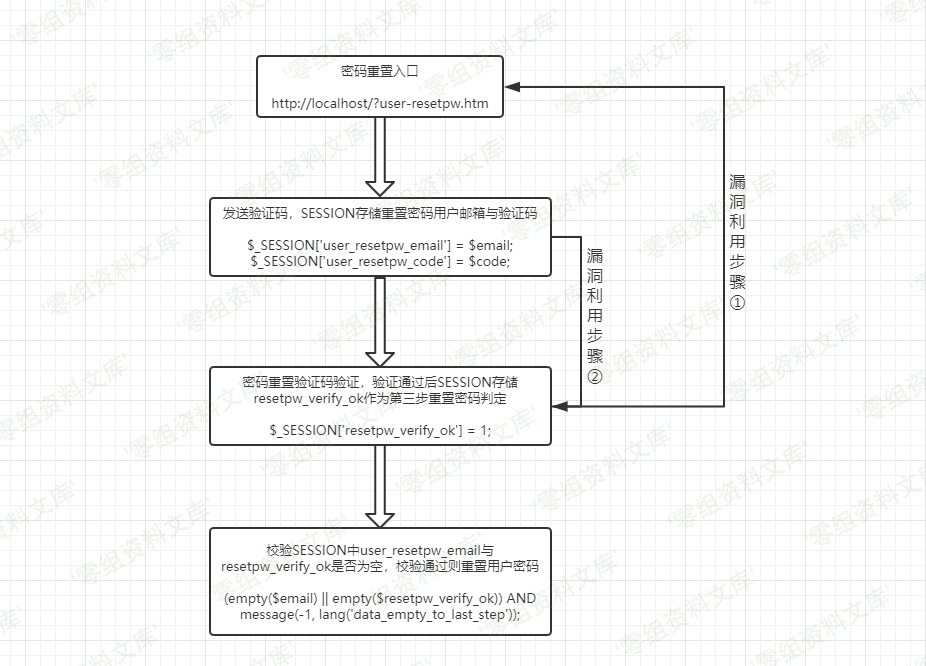 密码重置入口
http://localhost/?user-resetpw.htm
发送验证码，SESSION存储重置密码用户邮箱与验证码
$_SESSION['user_resetpw_email'] = $email;
$_SESSION['user_resetpw_code'] = $code;
漏洞利用步骤①
漏洞利用步骤②
密码重置验证码验证，验证通过后SESSION存储
resetpw_verify_ok作为第三步重置密码判定
$_SESSION['resetpw_verify_ok'] = 1;
校验SESSION中user_resetpw_email与
resetpw_verify_ok是否为空，校验通过则重置用户密码
(empty($email) || empty($resetpw_verify_ok)) AND
message(-1, lang('data_empty_to_last_step'));
'零组资料文库'